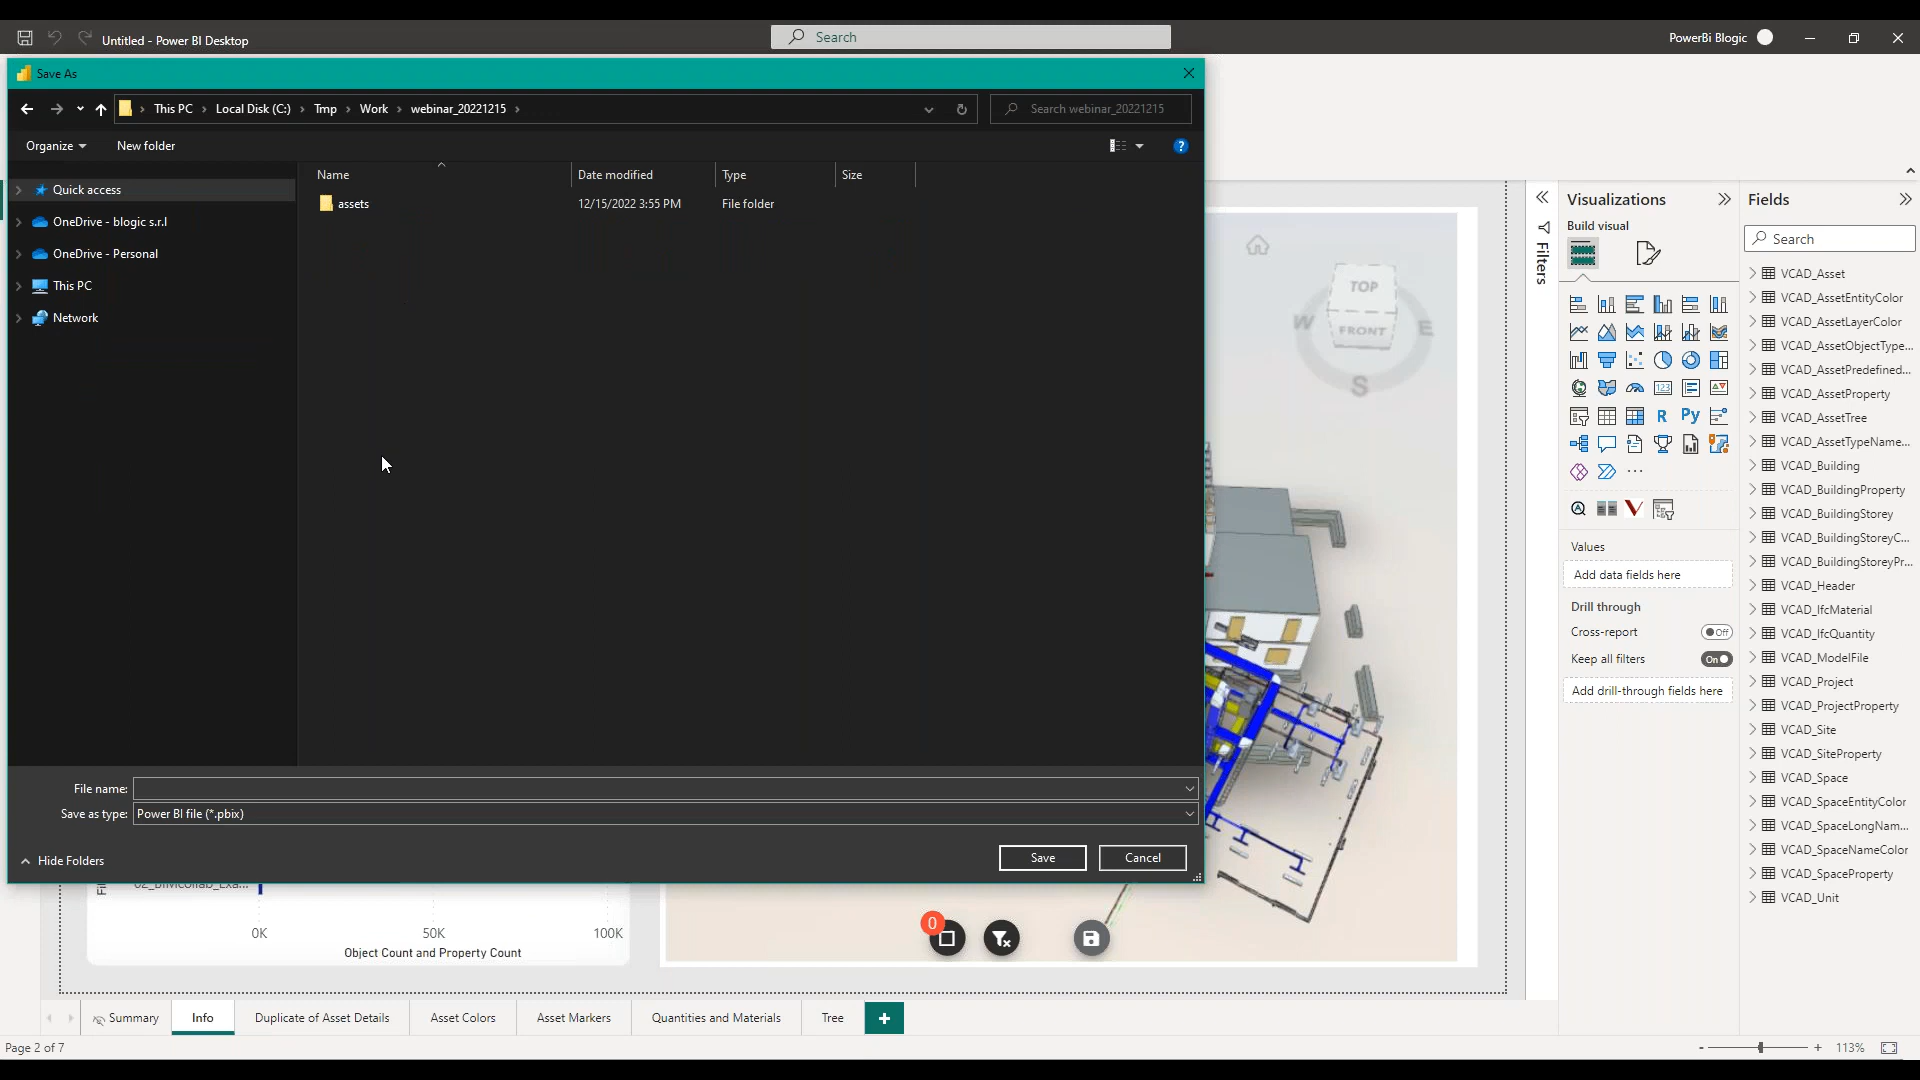 Untitled - Power BI Desktop
Search
PowerBi Blogic
Save As
This PC > Local Disk (C:) > Tmp > Work > webinar_20221215 >
Search webinar_20221215
Organize
New folder
Name
Date modified
Type
Size
Quick access
OneDrive - blogic s.r.l
OneDrive - Personal
This PC
Network
assets
12/15/2022 3:55 PM
File folder
File name:
Save as type: Power BI file (*.pbix)
Hide Folders
Save
Cancel
TOP
FRONT
W
E
S
0K
50K
100K
Object Count and Property Count
0
Filters
Visualizations
Build visual
123
R
Py
Values
Add data fields here
Drill through
Cross-report
Off
Keep all filters
On
Add drill-through fields here
Fields
Search
VCAD_Asset
VCAD_AssetEntityColor
VCAD_AssetLayerColor
VCAD_AssetObjectType...
VCAD_AssetPredefined...
VCAD_AssetProperty
VCAD_AssetTree
VCAD_AssetTypeName...
VCAD_Building
VCAD_BuildingProperty
VCAD_BuildingStorey
VCAD_BuildingStoreyC...
VCAD_BuildingStoreyPr...
VCAD_Header
VCAD_IfcMaterial
VCAD_IfcQuantity
VCAD_ModelFile
VCAD_Project
VCAD_ProjectProperty
VCAD_Site
VCAD_SiteProperty
VCAD_Space
VCAD_SpaceEntityColor
VCAD_SpaceLongNam...
VCAD_SpaceNameColor
VCAD_SpaceProperty
VCAD_Unit
Summary
Info
Duplicate of Asset Details
Asset Colors
Asset Markers
Quantities and Materials
Tree
+
Page 2 of 7
- + 113%